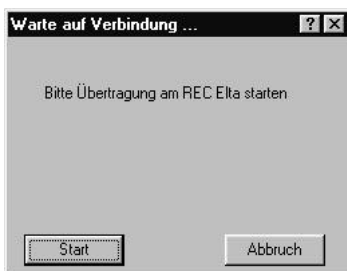 Warte auf Verbindung ...
Bitte Übertragung am REC Elta starten
Start
Abbruch